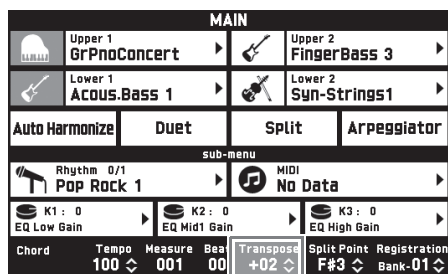 MAIN
Upper 1
GrPnoConcert
Upper 2
FingerBass 3
Lower 1
Acous.Bass 1
Lower 2
Syn-Strings1
Auto Harmonize Duet Split Arpeggiator
sub-menu
Rhythm 0/1
Pop Rock 1
MIDI
No Data
K1 : 0
EQ Low Gain
K2 : 0
EQ Mid1 Gain
K3 : 0
EQ High Gain
Chord Tempo Measure Beat Transpose Split Point Registration
100 001 00 +02 F#3 Bank-01